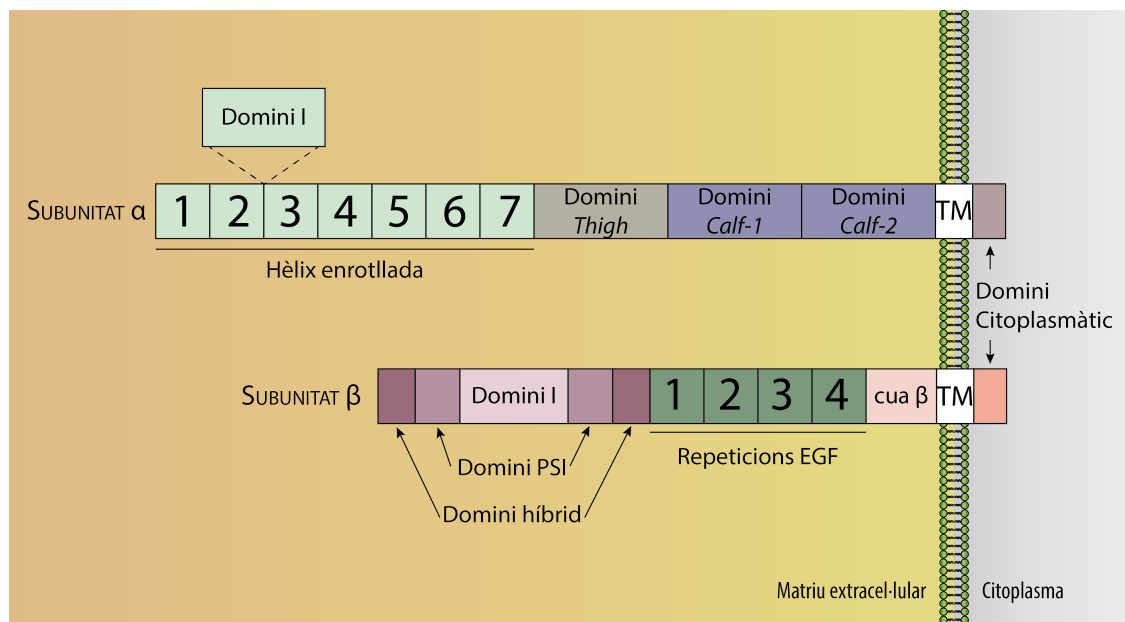 Domini I
SUBUNITAT α
1 2 3 4 5 6 7
Domini
Thigh
Domini
Calf-1
Domini
Calf-2
TM
Hèlix enrotllada
Domini
Citoplasmàtic
SUBUNITAT β
Domini I
1 2 3 4
cua β
TM
Domini PSI
Repeticions EGF
Domini híbrid
Matriu extracel·lular
Citoplasma